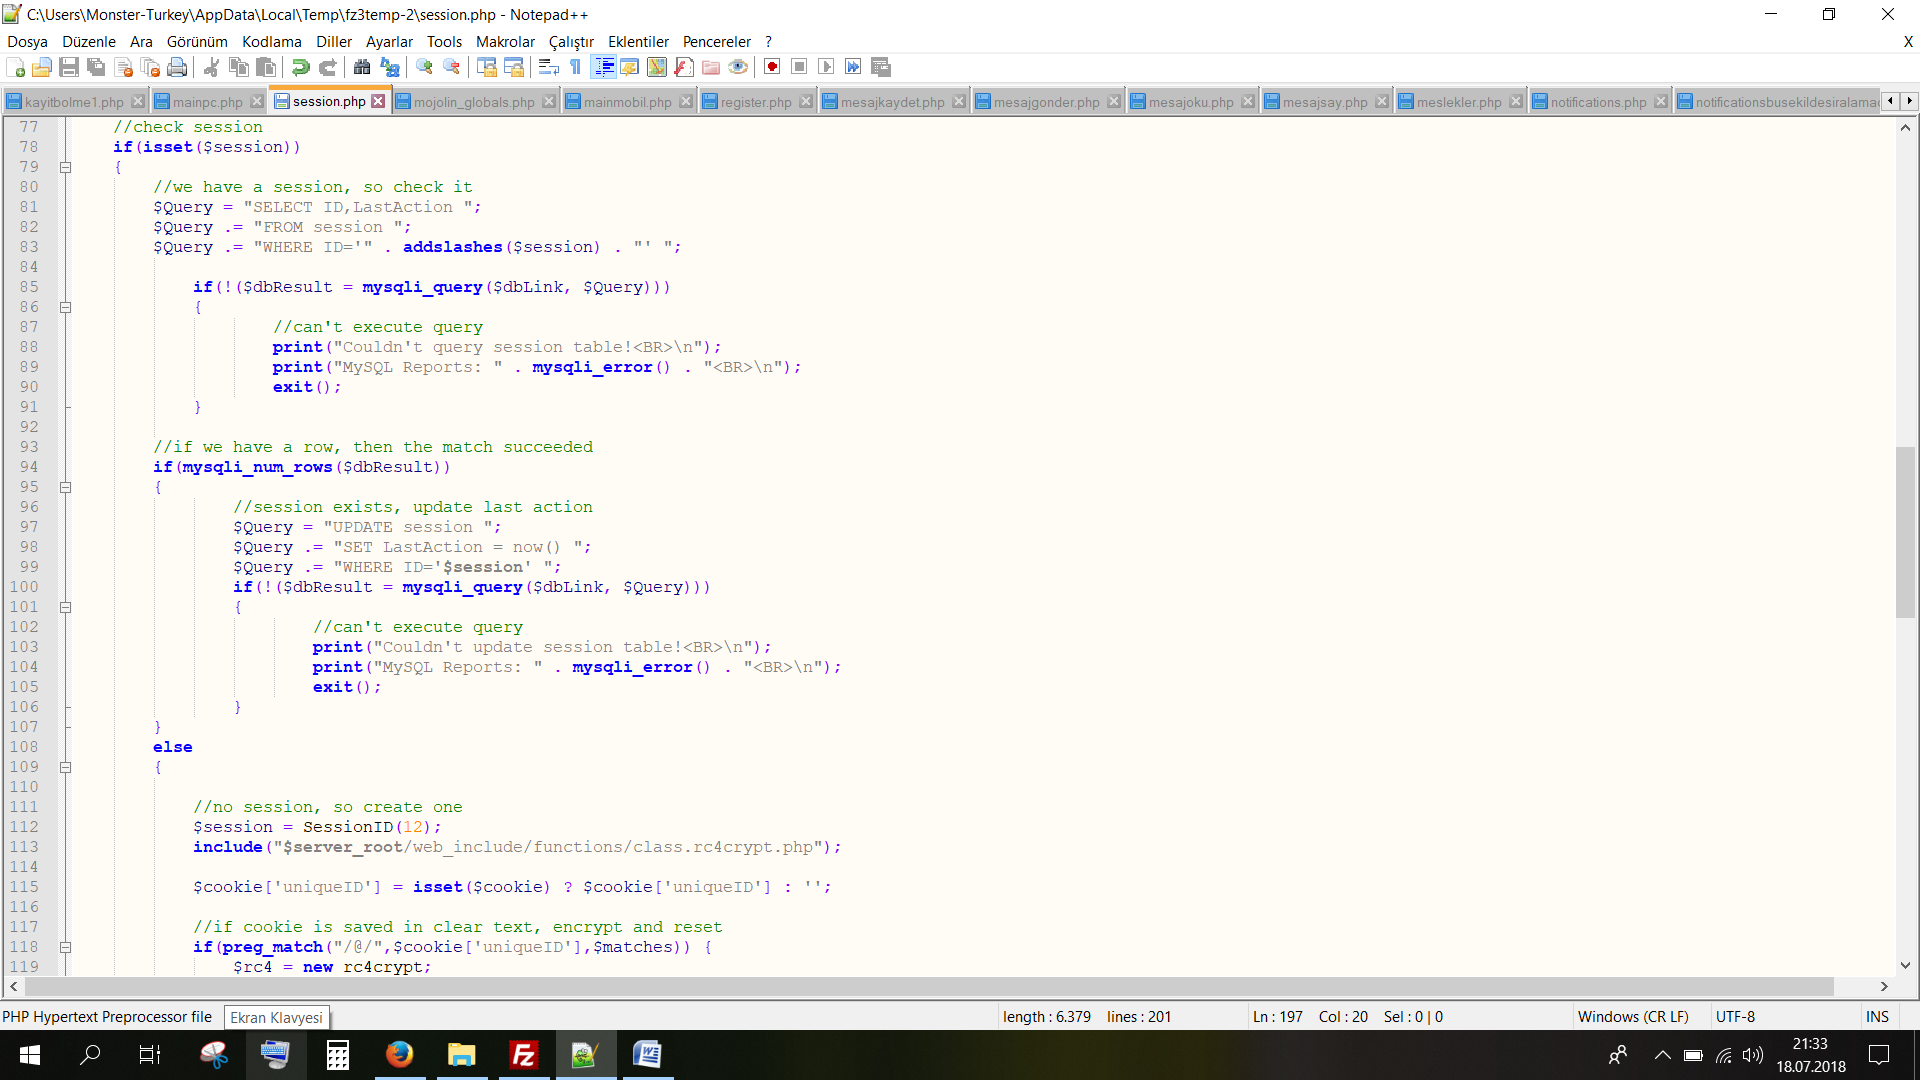 C:\Users\Monster-Turkey\AppData\Local\Temp\fz3temp-2\session.php - Notepad++
Dosya Düzenle Ara Görünüm Kodlama Diller Ayarlar Tools Makrolar Çalıştır Eklentiler Pencereler ? X
kayitbolme1.php mainpc.php session.php mojolin_globals.php mainmobil.php register.php mesajkaydet.php mesajgonder.php mesajoku.php mesajsay.php meslekler.php notifications.php notificationsbusekildesiralamac
77 //check session
78 if(isset($session))
79 {
80 //we have a session, so check it
81 $Query = "SELECT ID,LastAction ";
82 $Query .= "FROM session ";
83 $Query .= "WHERE ID='" . addslashes($session) . "' ";
84
85 if(!($dbResult = mysqli_query($dbLink, $Query)))
86 {
87 //can't execute query
88 print("Couldn't query session table!<BR>\n");
89 print("MySQL Reports: " . mysqli_error() . "<BR>\n");
90 exit();
91 }
92
93 //if we have a row, then the match succeeded
94 if(mysqli_num_rows($dbResult))
95 {
96 //session exists, update last action
97 $Query = "UPDATE session ";
98 $Query .= "SET LastAction = now() ";
99 $Query .= "WHERE ID='$session' ";
100 if(!($dbResult = mysqli_query($dbLink, $Query)))
101 {
102 //can't execute query
103 print("Couldn't update session table!<BR>\n");
104 print("MySQL Reports: " . mysqli_error() . "<BR>\n");
105 exit();
106 }
107 }
108 else
109 {
110
111 //no session, so create one
112 $session = SessionID(12);
113 include("$server_root/web_include/functions/class.rc4crypt.php");
114
115 $cookie['uniqueID'] = isset($cookie) ? $cookie['uniqueID'] : '';
116
117 //if cookie is saved in clear text, encrypt and reset
118 if(preg_match("/@/",$cookie['uniqueID'],$matches)) {
119 $rc4 = new rc4crypt;
PHP Hypertext Preprocessor file Ekran Klavyesi length : 6.379 lines : 201 Ln : 197 Col : 20 Sel : 0 | 0 Windows (CR LF) UTF-8 INS
21:33
18.07.2018